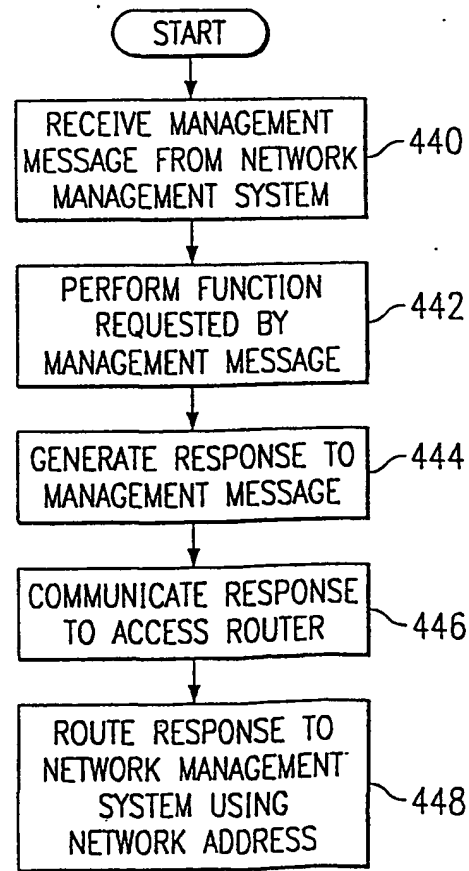 START
RECEIVE MANAGEMENT
MESSAGE FROM NETWORK
MANAGEMENT SYSTEM
440
PERFORM FUNCTION
REQUESTED BY
MANAGEMENT MESSAGE
442
GENERATE RESPONSE TO
MANAGEMENT MESSAGE
444
COMMUNICATE RESPONSE
TO ACCESS ROUTER
446
ROUTE RESPONSE TO
NETWORK MANAGEMENT
SYSTEM USING
NETWORK ADDRESS
448